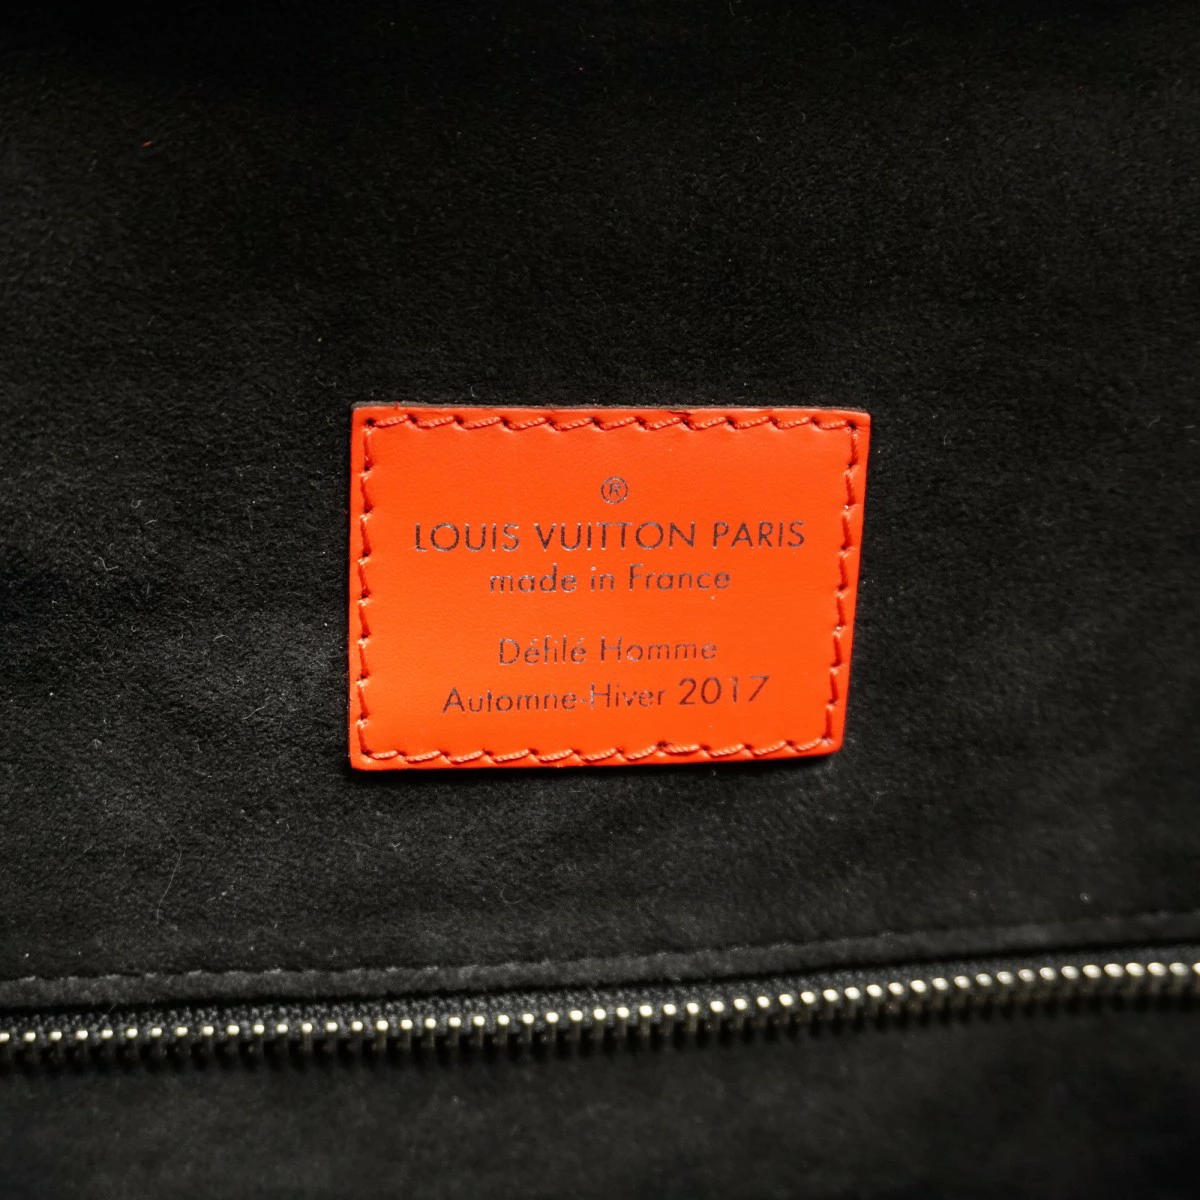 ®
LOUIS VUITTON PARIS
made in France
Défilé Homme
Automne-Hiver 2017